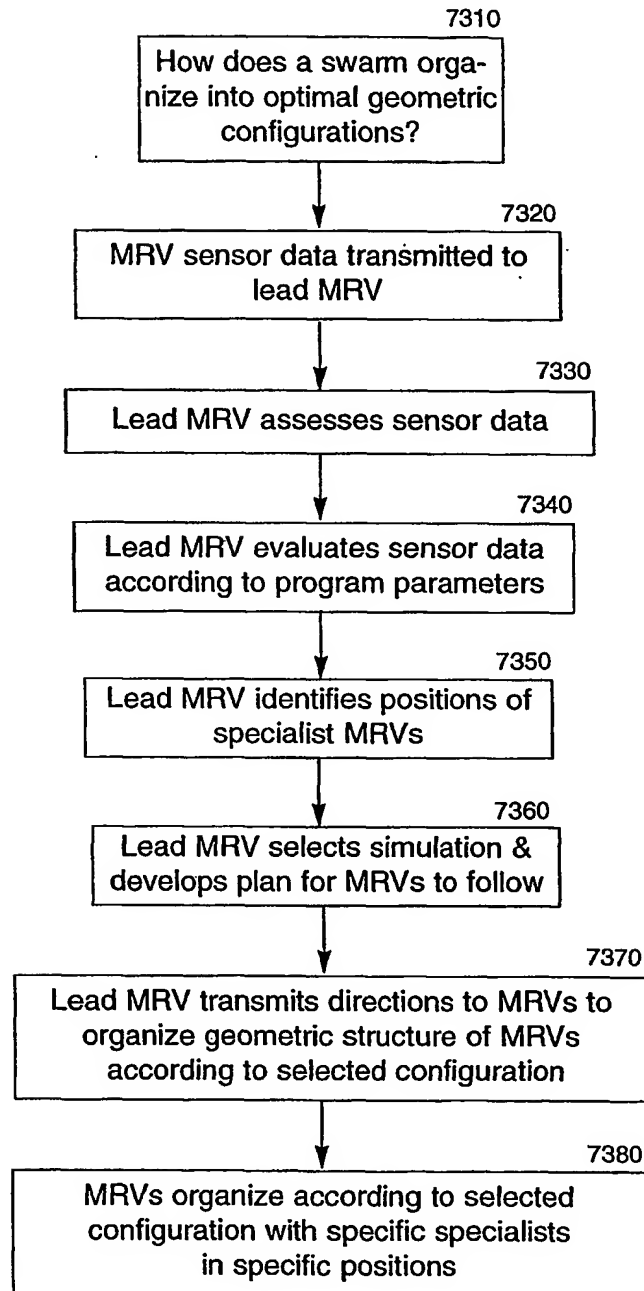 7310
How does a swarm orga-
nize into optimal geometric
configurations?
7320
MRV sensor data transmitted to
lead MRV
7330
Lead MRV assesses sensor data
7340
Lead MRV evaluates sensor data
according to program parameters
7350
Lead MRV identifies positions of
specialist MRVs
7360
Lead MRV selects simulation &
develops plan for MRVs to follow
7370
Lead MRV transmits directions to MRVs to
organize geometric structure of MRVs
according to selected configuration
7380
MRVs organize according to selected
configuration with specific specialists
in specific positions